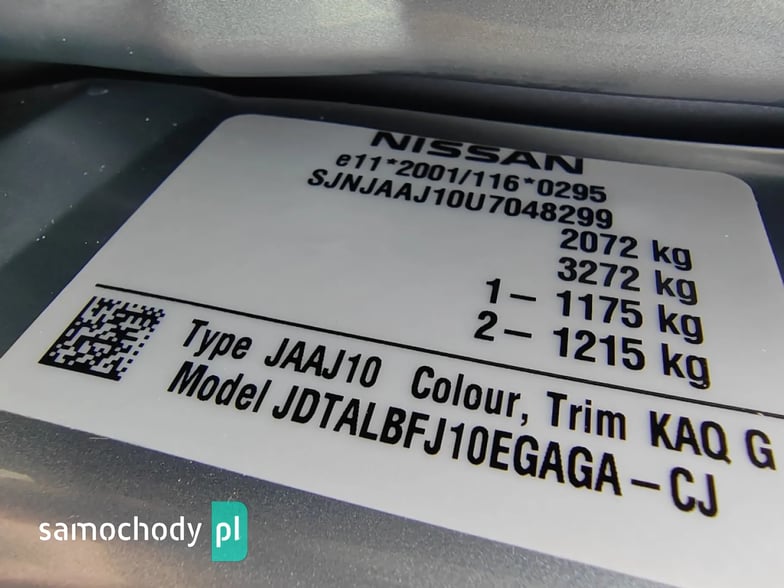 NISSAN
e11*2001/116*0295
SJNJAAJ10U7048299
2072 kg
3272 kg
1 – 1175 kg
2 – 1215 kg
Type JAAJ10 Colour, Trim KAQ G
Model JDTALBFJ10EGAGA – CJ
samochody pl